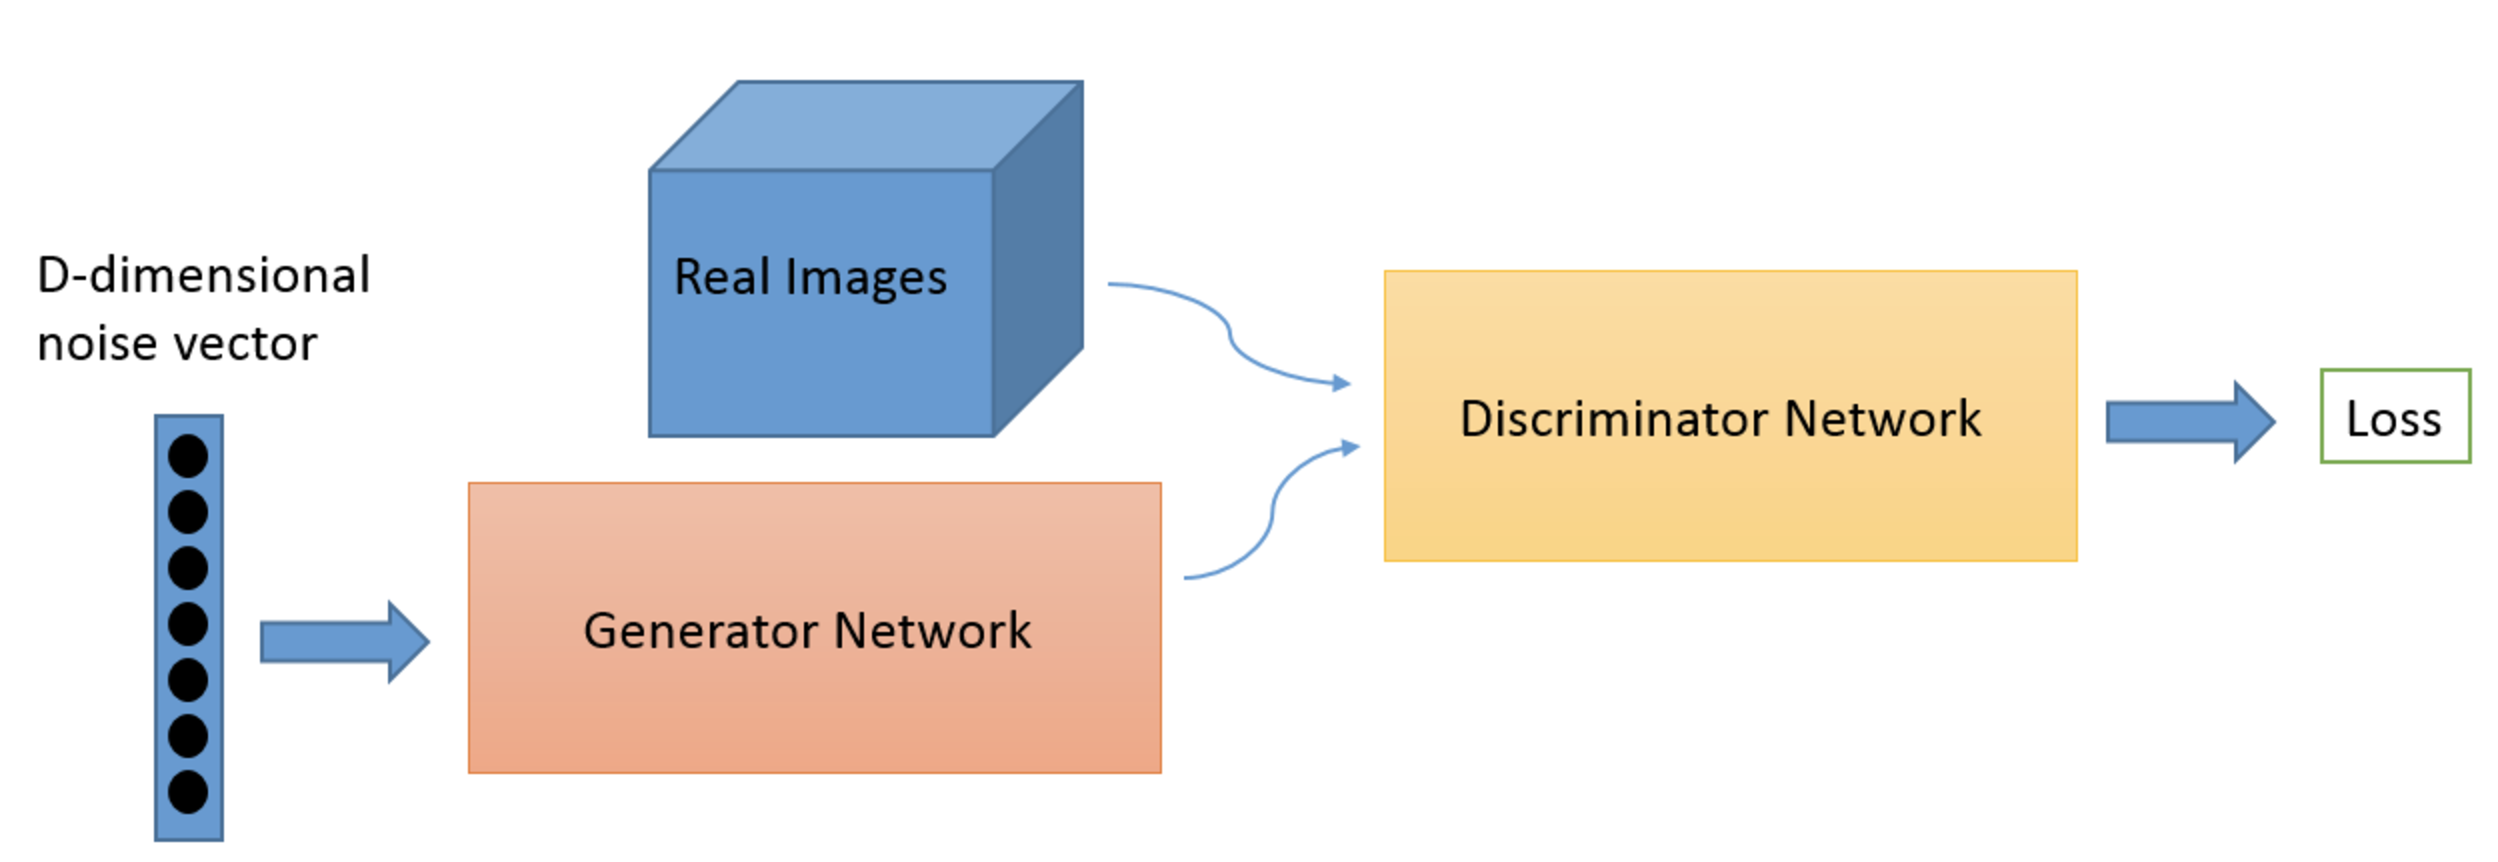 D-dimensional
noise vector
Real Images
Generator Network
Discriminator Network
Loss